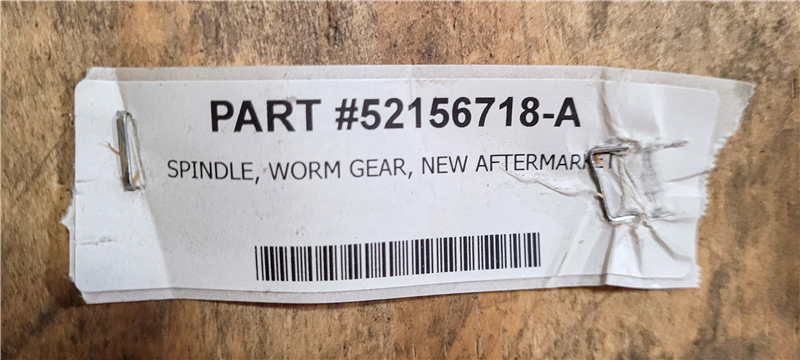 PART #52156718-A
SPINDLE, WORM GEAR, NEW AFTERMARKET